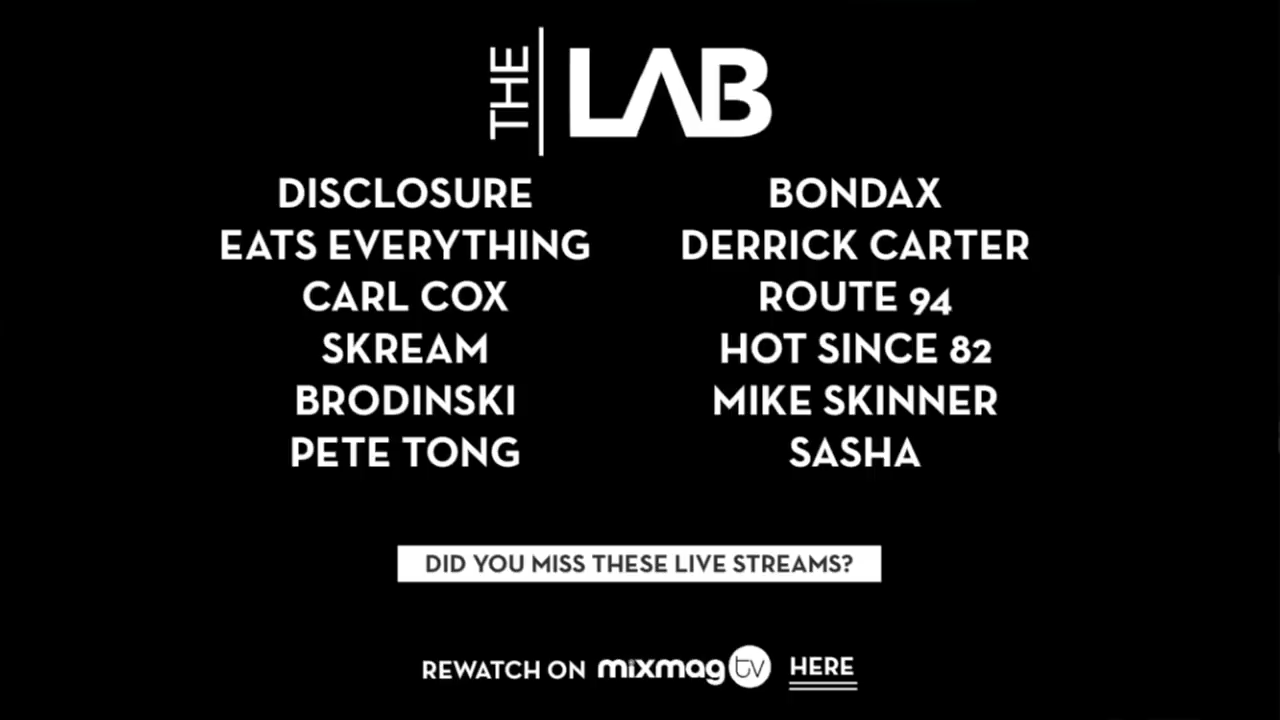 THE LAB
DISCLOSURE
EATS EVERYTHING
CARL COX
SKREAM
BRODINSKI
PETE TONG
BONDAX
DERRICK CARTER
ROUTE 94
HOT SINCE 82
MIKE SKINNER
SASHA
DID YOU MISS THESE LIVE STREAMS?
REWATCH ON mixmag tv HERE